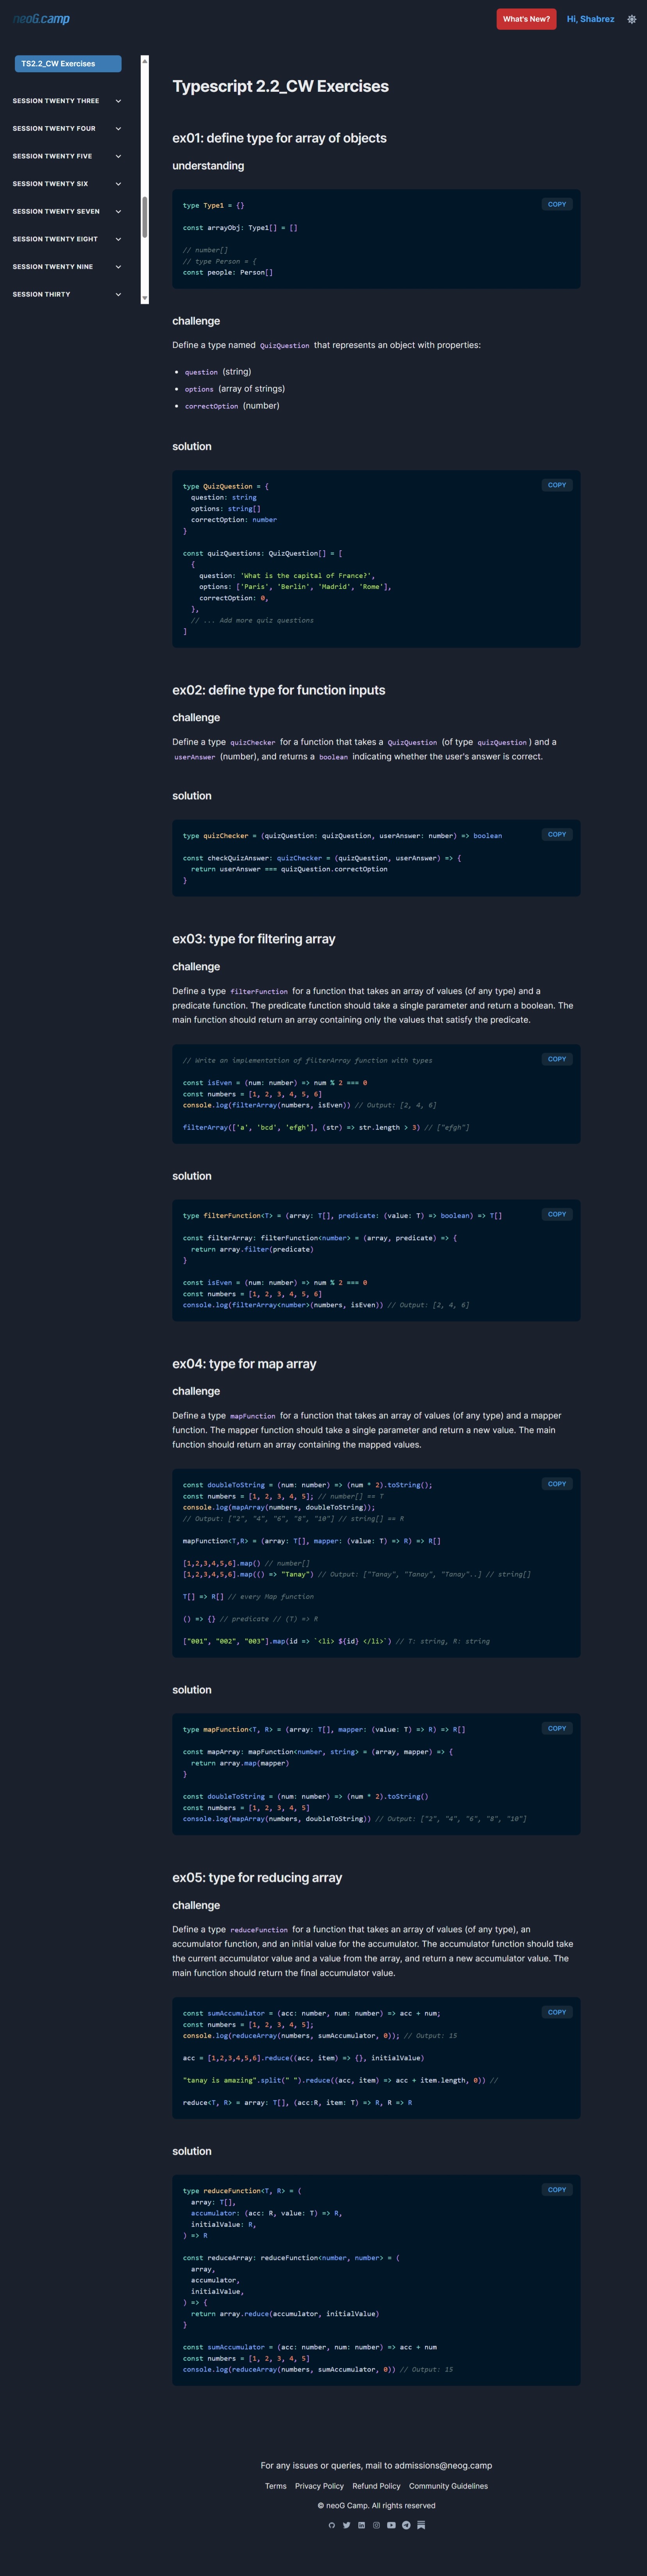 neoG.camp
What's New?
Hi, Shabrez
TS2.2_CW Exercises
SESSION TWENTY THREE
SESSION TWENTY FOUR
SESSION TWENTY FIVE
SESSION TWENTY SIX
SESSION TWENTY SEVEN
SESSION TWENTY EIGHT
SESSION TWENTY NINE
SESSION THIRTY
Typescript 2.2_CW Exercises
ex01: define type for array of objects
understanding
COPY
type Type1 = {}
const arrayObj: Type1[] = []
// number[]
// type Person = {
const people: Person[]
challenge
Define a type named QuizQuestion that represents an object with properties:
• question (string)
• options (array of strings)
• correctOption (number)
solution
COPY
type QuizQuestion = {
question: string
options: string[]
correctOption: number
}
const quizQuestions: QuizQuestion[] = [
{
question: 'What is the capital of France?',
options: ['Paris', 'Berlin', 'Madrid', 'Rome'],
correctOption: 0,
},
// ... Add more quiz questions
]
ex02: define type for function inputs
challenge
Define a type quizChecker for a function that takes a QuizQuestion (of type quizQuestion) and a
userAnswer (number), and returns a boolean indicating whether the user's answer is correct.
solution
COPY
type quizChecker = (quizQuestion: quizQuestion, userAnswer: number) => boolean
const checkQuizAnswer: quizChecker = (quizQuestion, userAnswer) => {
return userAnswer === quizQuestion.correctOption
}
ex03: type for filtering array
challenge
Define a type filterFunction for a function that takes an array of values (of any type) and a
predicate function. The predicate function should take a single parameter and return a boolean. The
main function should return an array containing only the values that satisfy the predicate.
COPY
// Write an implementation of filterArray function with types
const isEven = (num: number) => num % 2 === 0
const numbers = [1, 2, 3, 4, 5, 6]
console.log(filterArray(numbers, isEven)) // Output: [2, 4, 6]
filterArray(['a', 'bcd', 'efgh'], (str) => str.length > 3) // ["efgh"]
solution
COPY
type filterFunction<T> = (array: T[], predicate: (value: T) => boolean) => T[]
const filterArray: filterFunction<number> = (array, predicate) => {
return array.filter(predicate)
}
const isEven = (num: number) => num % 2 === 0
const numbers = [1, 2, 3, 4, 5, 6]
console.log(filterArray<number>(numbers, isEven)) // Output: [2, 4, 6]
ex04: type for map array
challenge
Define a type mapFunction for a function that takes an array of values (of any type) and a mapper
function. The mapper function should take a single parameter and return a new value. The main
function should return an array containing the mapped values.
COPY
const doubleToString = (num: number) => (num * 2).toString();
const numbers = [1, 2, 3, 4, 5]; // number[] == T
console.log(mapArray(numbers, doubleToString));
// Output: ["2", "4", "6", "8", "10"] // string[] == R
mapFunction<T,R> = (array: T[], mapper: (value: T) => R) => R[]
[1,2,3,4,5,6].map() // number[]
[1,2,3,4,5,6].map(() => "Tanay") // Output: ["Tanay", "Tanay", "Tanay"..] // string[]
T[] => R[] // every Map function
() => {} // predicate // (T) => R
["001", "002", "003"].map(id => `<li> ${id} </li>`) // T: string, R: string
solution
COPY
type mapFunction<T, R> = (array: T[], mapper: (value: T) => R) => R[]
const mapArray: mapFunction<number, string> = (array, mapper) => {
return array.map(mapper)
}
const doubleToString = (num: number) => (num * 2).toString()
const numbers = [1, 2, 3, 4, 5]
console.log(mapArray(numbers, doubleToString)) // Output: ["2", "4", "6", "8", "10"]
ex05: type for reducing array
challenge
Define a type reduceFunction for a function that takes an array of values (of any type), an
accumulator function, and an initial value for the accumulator. The accumulator function should take
the current accumulator value and a value from the array, and return a new accumulator value. The
main function should return the final accumulator value.
COPY
const sumAccumulator = (acc: number, num: number) => acc + num;
const numbers = [1, 2, 3, 4, 5];
console.log(reduceArray(numbers, sumAccumulator, 0)); // Output: 15
acc = [1,2,3,4,5,6].reduce((acc, item) => {}, initialValue)
"tanay is amazing".split(" ").reduce((acc, item) => acc + item.length, 0)) //
reduce<T, R> = array: T[], (acc:R, item: T) => R, R => R
solution
COPY
type reduceFunction<T, R> = (
array: T[],
accumulator: (acc: R, value: T) => R,
initialValue: R,
) => R
const reduceArray: reduceFunction<number, number> = (
array,
accumulator,
initialValue,
) => {
return array.reduce(accumulator, initialValue)
}
const sumAccumulator = (acc: number, num: number) => acc + num
const numbers = [1, 2, 3, 4, 5]
console.log(reduceArray(numbers, sumAccumulator, 0)) // Output: 15
For any issues or queries, mail to admissions@neog.camp
Terms Privacy Policy Refund Policy Community Guidelines
© neoG Camp. All rights reserved